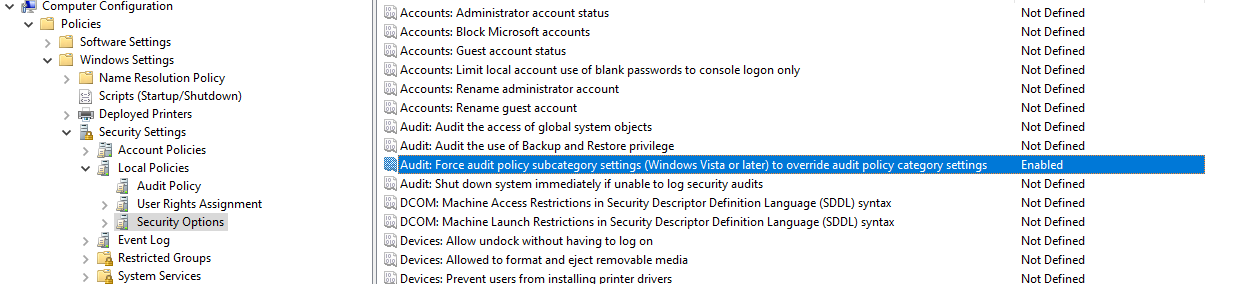 Computer Configuration
Policies
Software Settings
Windows Settings
Name Resolution Policy
Scripts (Startup/Shutdown)
Deployed Printers
Security Settings
Account Policies
Local Policies
Audit Policy
User Rights Assignment
Security Options
Event Log
Restricted Groups
System Services
Accounts: Administrator account status Not Defined
Accounts: Block Microsoft accounts Not Defined
Accounts: Guest account status Not Defined
Accounts: Limit local account use of blank passwords to console logon only Not Defined
Accounts: Rename administrator account Not Defined
Accounts: Rename guest account Not Defined
Audit: Audit the access of global system objects Not Defined
Audit: Audit the use of Backup and Restore privilege Not Defined
Audit: Force audit policy subcategory settings (Windows Vista or later) to override audit policy category settings Enabled
Audit: Shut down system immediately if unable to log security audits Not Defined
DCOM: Machine Access Restrictions in Security Descriptor Definition Language (SDDL) syntax Not Defined
DCOM: Machine Launch Restrictions in Security Descriptor Definition Language (SDDL) syntax Not Defined
Devices: Allow undock without having to log on Not Defined
Devices: Allowed to format and eject removable media Not Defined
Devices: Prevent users from installing printer drivers Not Defined